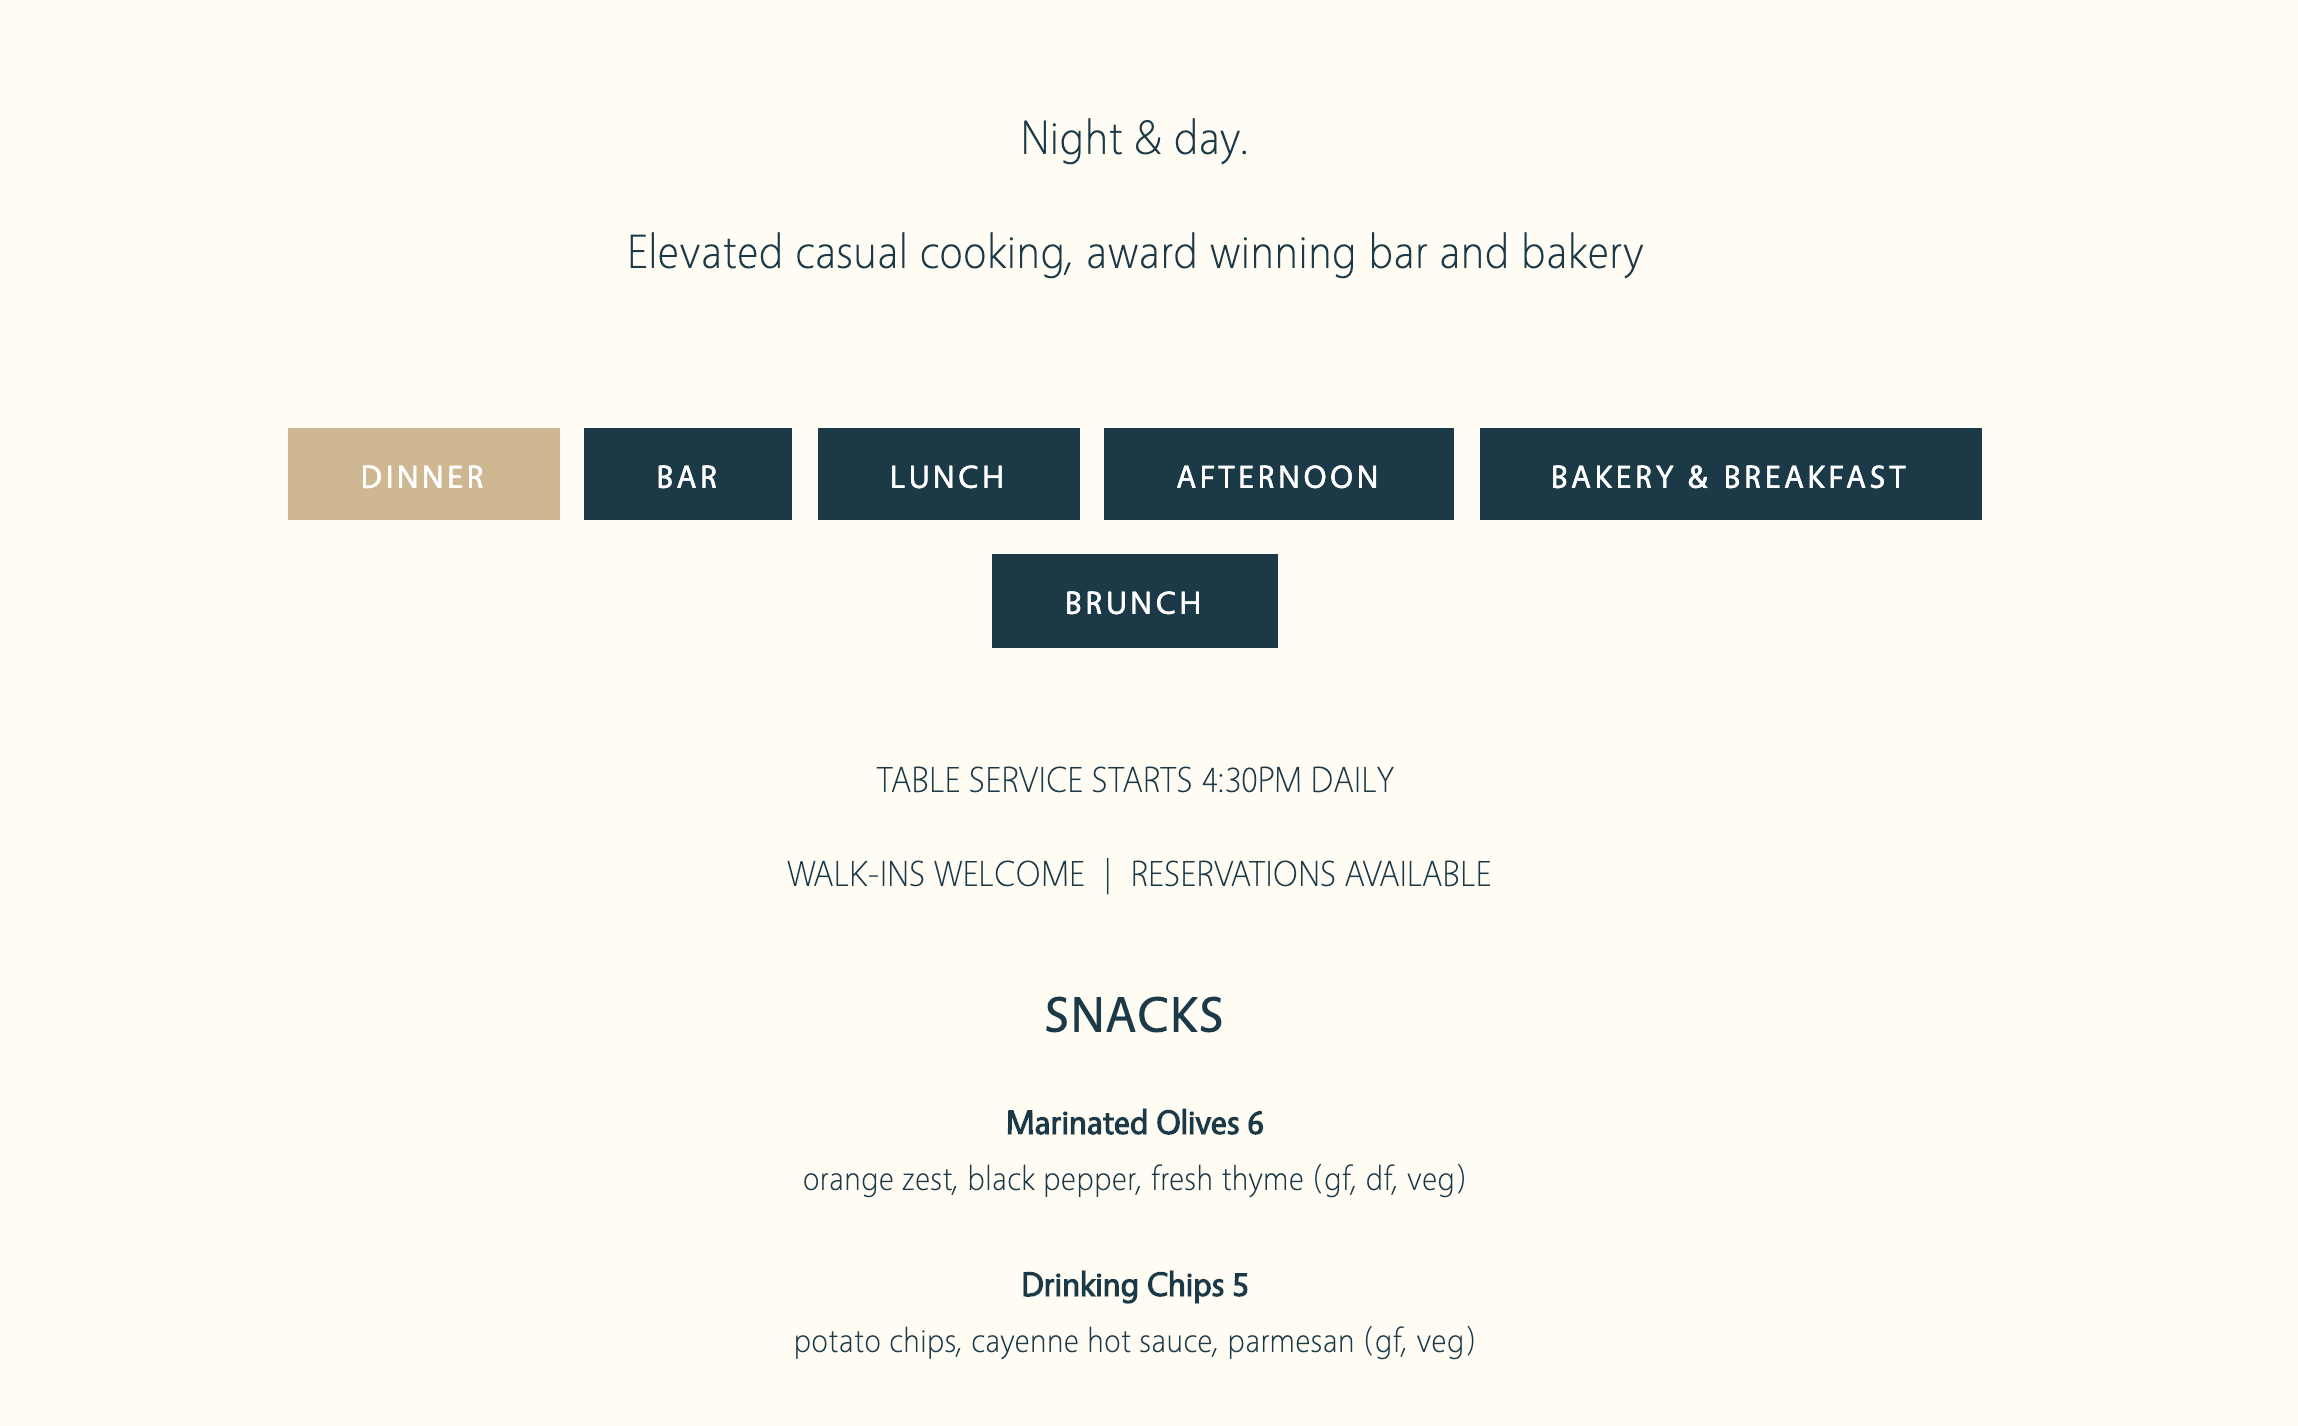 Night & day.
Elevated casual cooking, award winning bar and bakery
DINNER
BAR
LUNCH
AFTERNOON
BAKERY & BREAKFAST
BRUNCH
TABLE SERVICE STARTS 4:30PM DAILY
WALK-INS WELCOME | RESERVATIONS AVAILABLE
SNACKS
Marinated Olives 6
orange zest, black pepper, fresh thyme (gf, df, veg)
Drinking Chips 5
potato chips, cayenne hot sauce, parmesan (gf, veg)